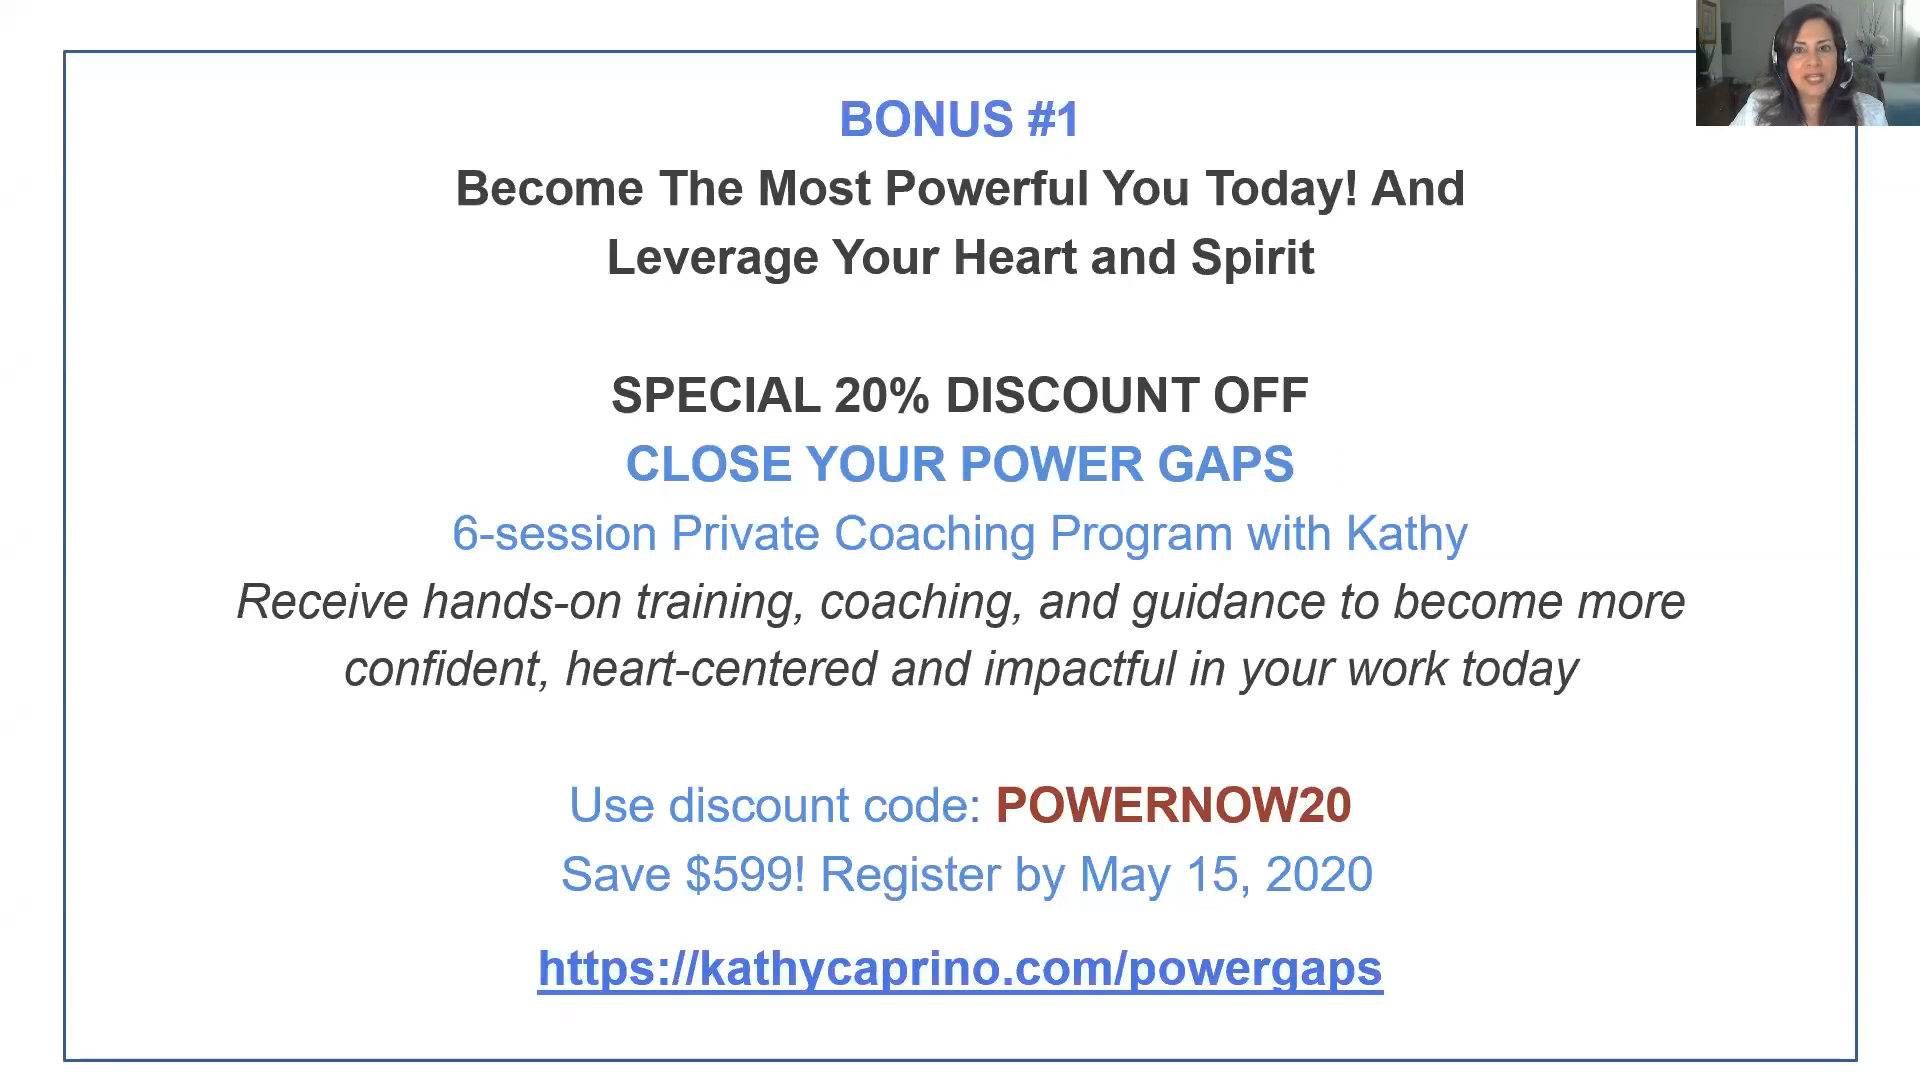 BONUS #1
Become The Most Powerful You Today! And
Leverage Your Heart and Spirit
SPECIAL 20% DISCOUNT OFF
CLOSE YOUR POWER GAPS
6-session Private Coaching Program with Kathy
Receive hands-on training, coaching, and guidance to become more
confident, heart-centered and impactful in your work today
Use discount code: POWERNOW20
Save $599! Register by May 15, 2020
https://kathycaprino.com/powergaps